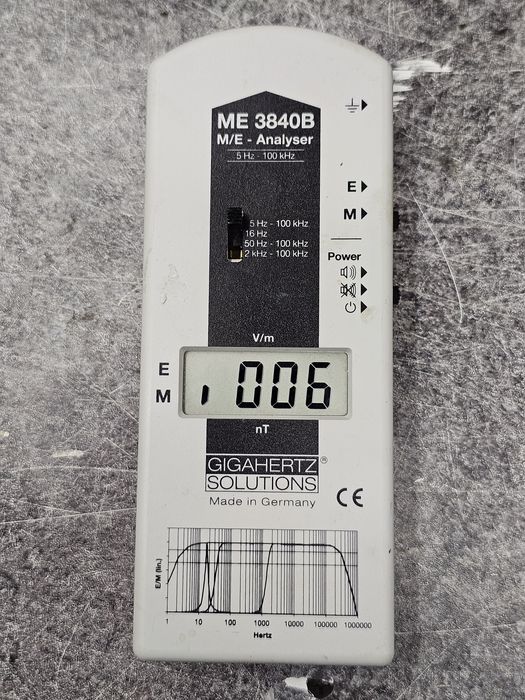 ME 3840B
M/E - Analyser
5 Hz - 100 kHz
E
M
5 Hz - 100 kHz
16 Hz
50 Hz - 100 kHz
2 kHz - 100 kHz
Power
V/m
E
M
006
nT
GIGAHERTZ®
SOLUTIONS
Made in Germany
CE
E/M (lin.)
1 10 100 1000 10000 100000 1000000
Hertz